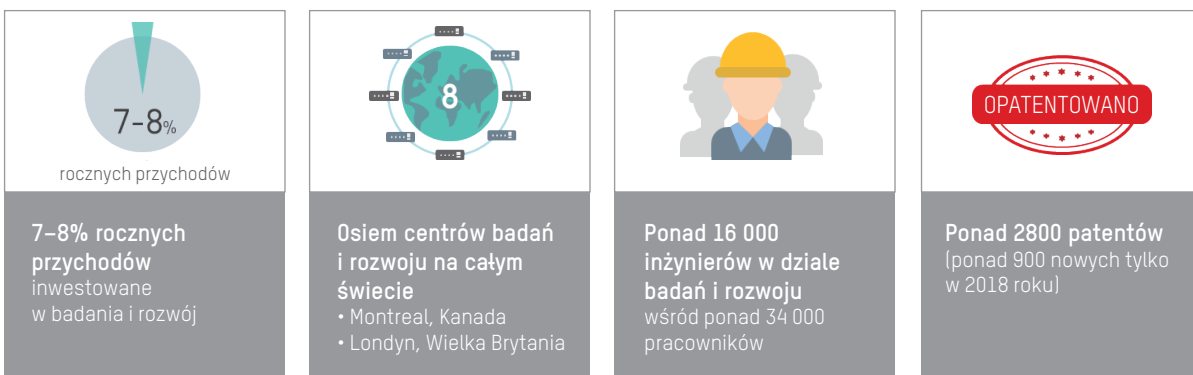 7-8%
rocznych przychodów
7–8% rocznych
przychodów
inwestowane
w badania i rozwój
8
Osiem centrów badań
i rozwoju na całym
świecie
• Montreal, Kanada
• Londyn, Wielka Brytania
Ponad 16 000
inżynierów w dziale
badań i rozwoju
wśród ponad 34 000
pracowników
OPATENTOWANO
Ponad 2800 patentów
(ponad 900 nowych tylko
w 2018 roku)